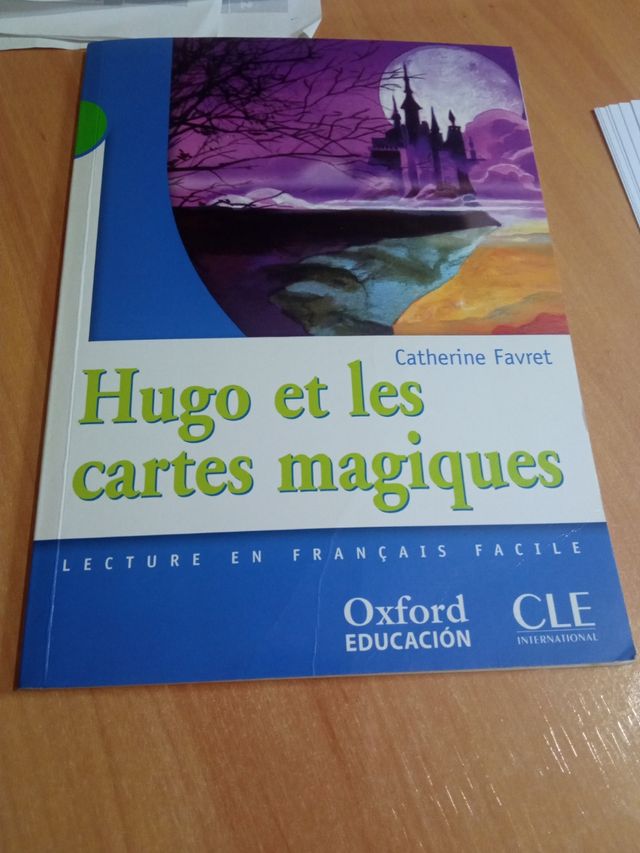 Catherine Favret
Hugo et les
cartes magiques
LECTURE EN FRANÇAIS FACILE
Oxford
EDUCACIÓN
CLE
INTERNATIONAL